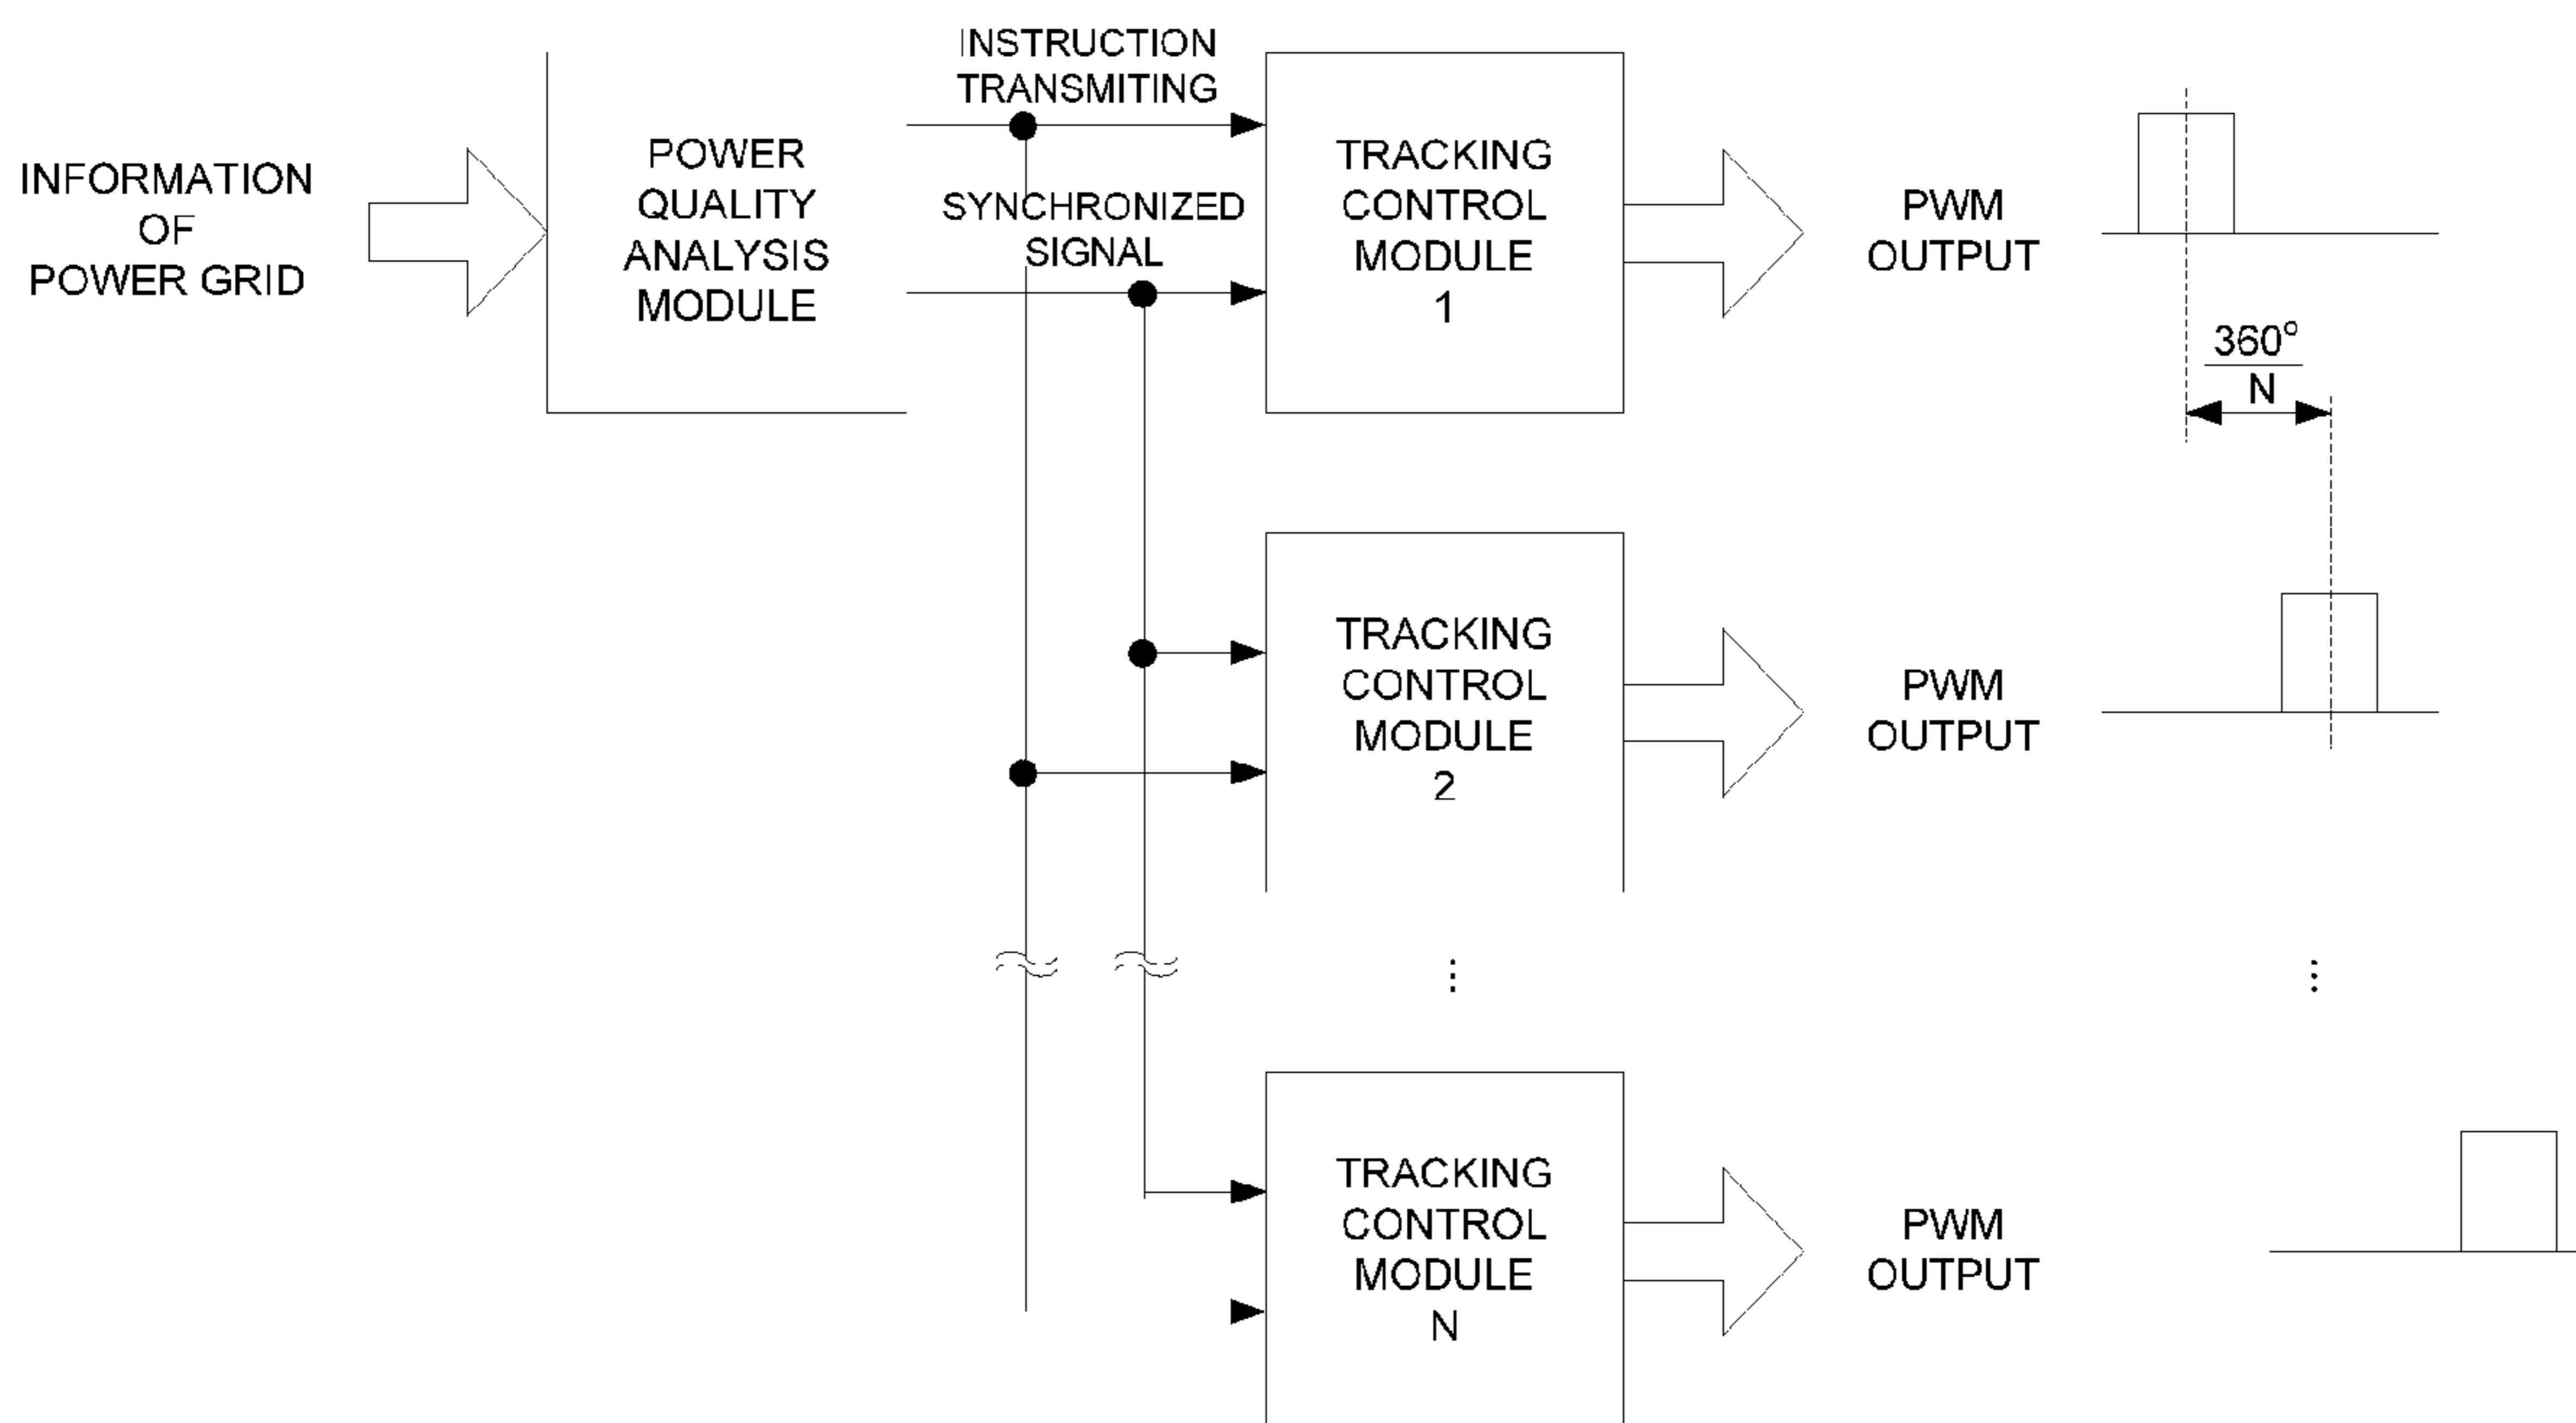 INFORMATION
OF
POWER GRID
POWER
QUALITY
ANALYSIS
MODULE
INSTRUCTION
TRANSMITING
SYNCHRONIZED
SIGNAL
TRACKING
CONTROL
MODULE
1
PWM
OUTPUT
360°
N
TRACKING
CONTROL
MODULE
2
PWM
OUTPUT
⋮
⋮
TRACKING
CONTROL
MODULE
N
PWM
OUTPUT